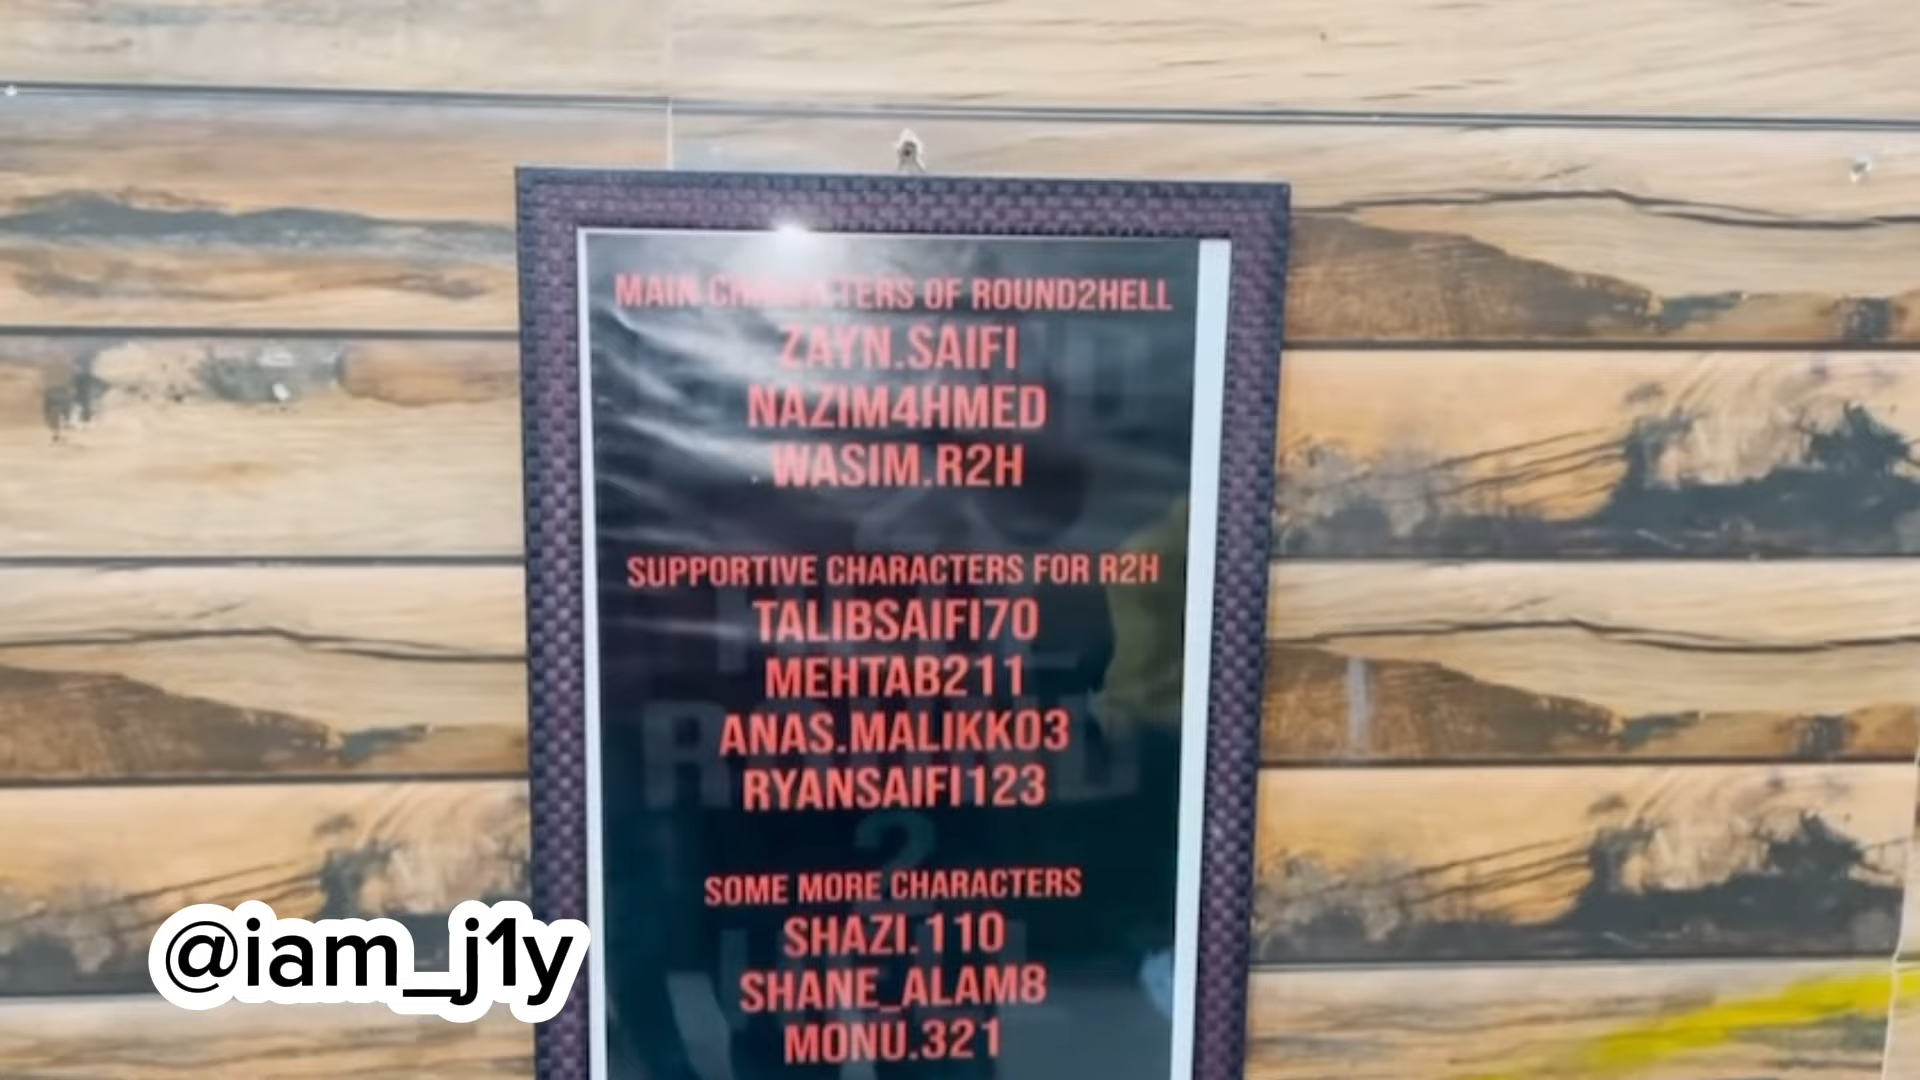 MAIN CHARACTERS OF ROUND2HELL
ZAYN.SAIFI
NAZIM4HMED
WASIM.R2H
SUPPORTIVE CHARACTERS FOR R2H
TALIBSAIFI70
MEHTAB211
ANAS.MALIKK03
RYANSAIFI123
SOME MORE CHARACTERS
SHAZI.110
SHANE_ALAM8
MONU.321
@iam_j1y